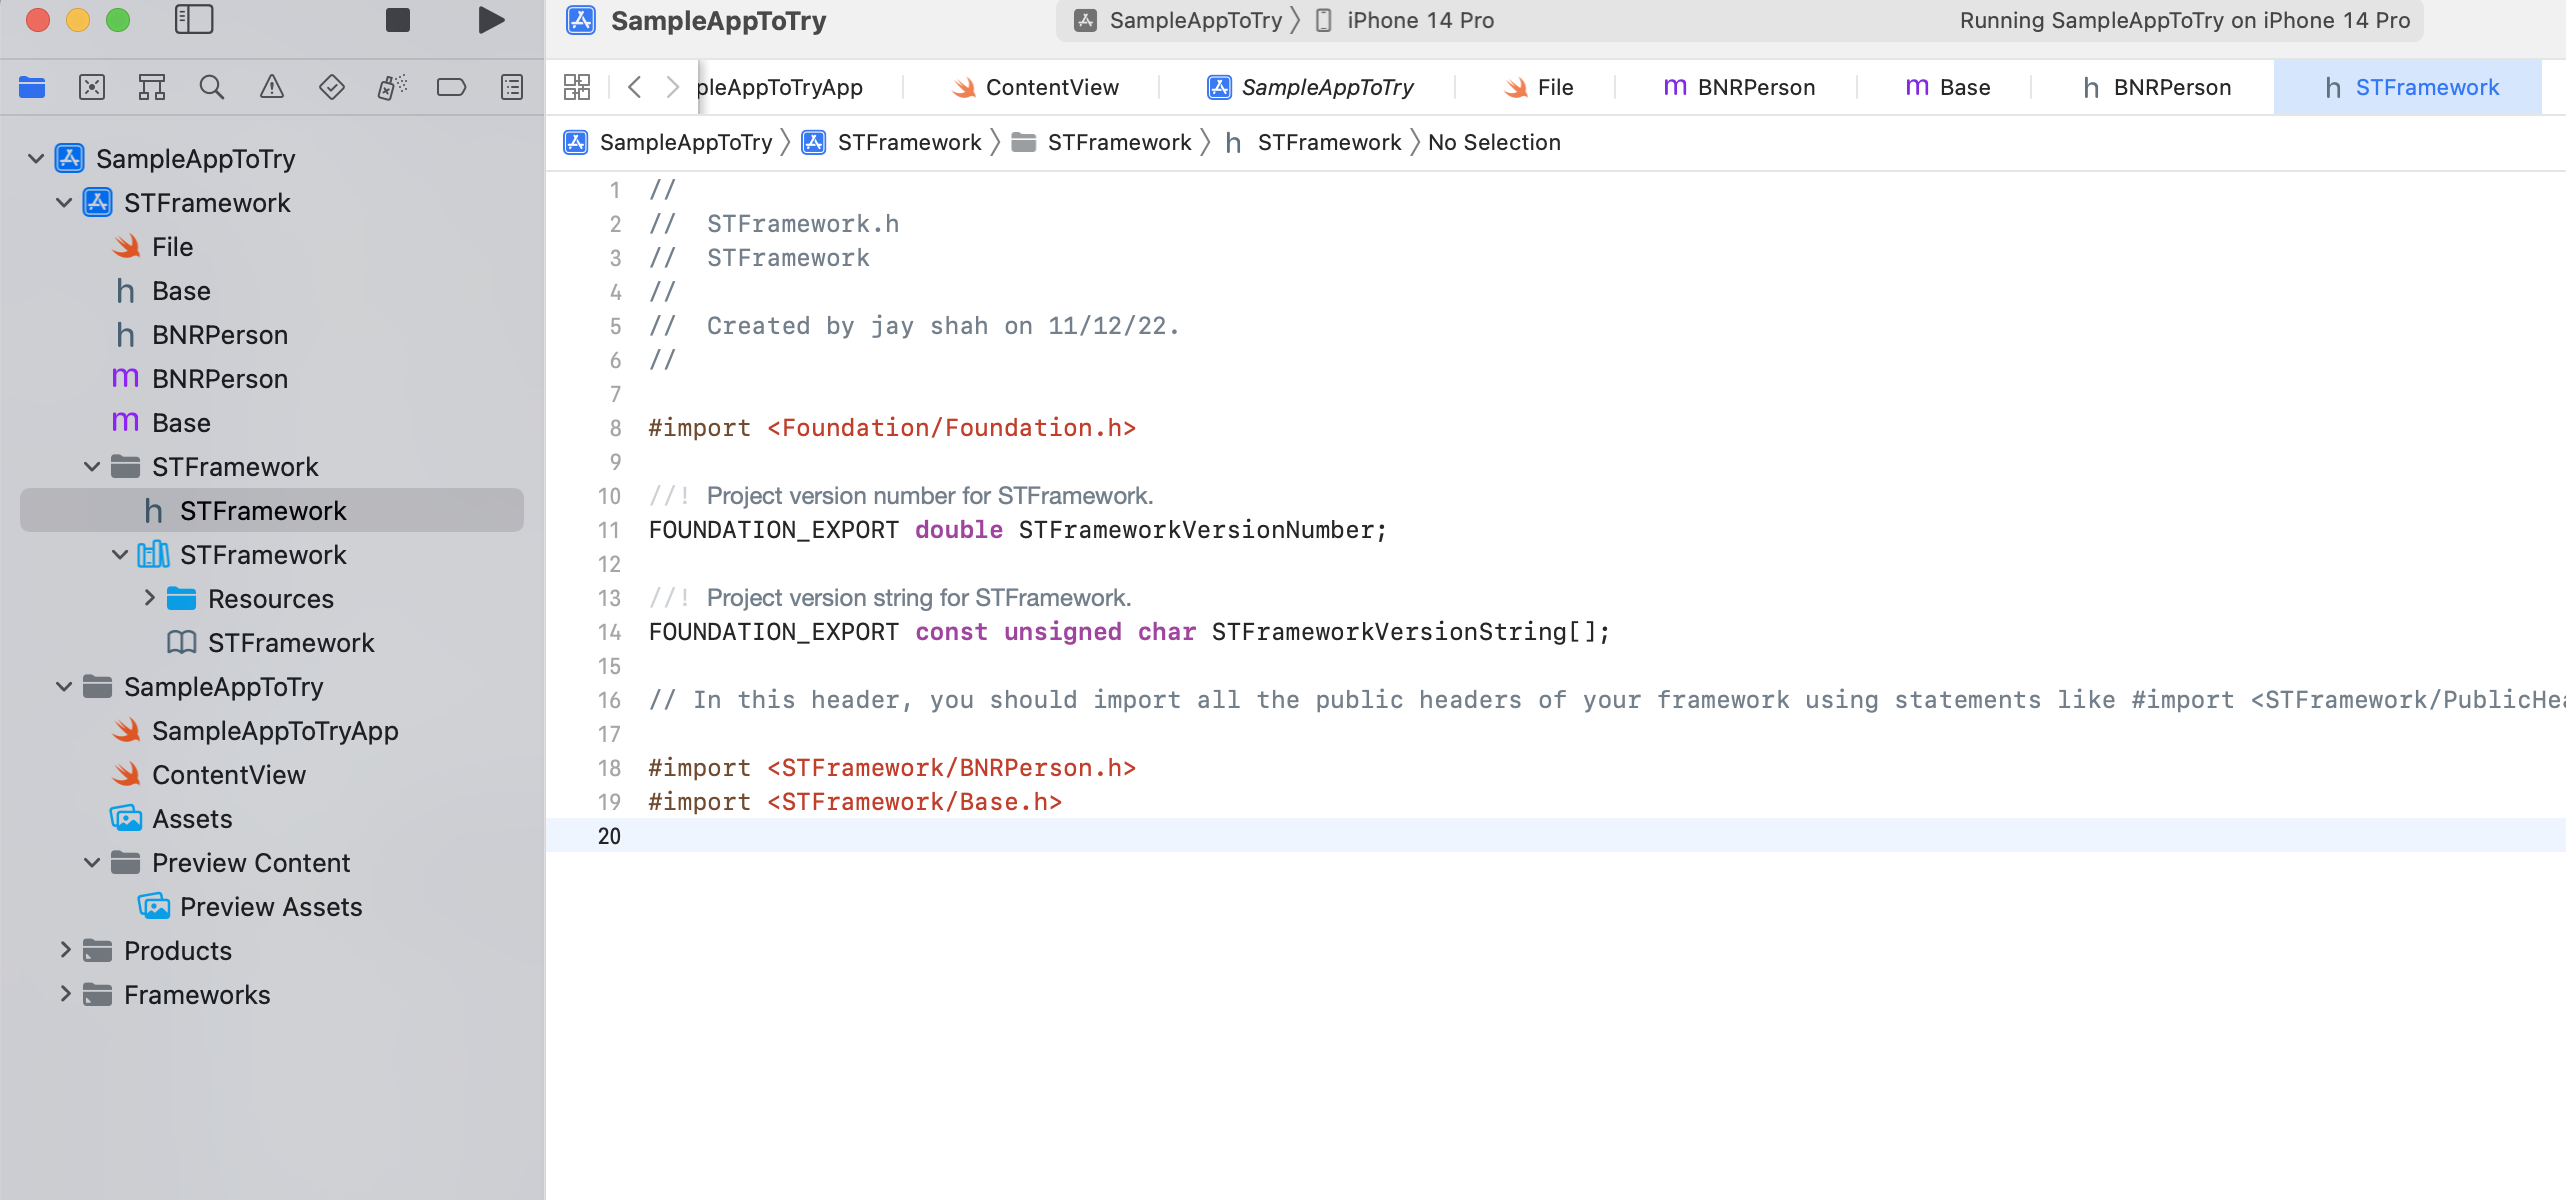 SampleAppToTry
SampleAppToTry
iPhone 14 Pro
Running SampleAppToTry on iPhone 14 Pro
pleAppToTryApp
ContentView
SampleAppToTry
File
m BNRPerson
m Base
h BNRPerson
h STFramework
SampleAppToTry
STFramework
STFramework
h STFramework
No Selection
SampleAppToTry
STFramework
File
h Base
h BNRPerson
m BNRPerson
m Base
STFramework
h STFramework
STFramework
Resources
STFramework
SampleAppToTry
SampleAppToTryApp
ContentView
Assets
Preview Content
Preview Assets
Products
Frameworks
1 //
2 //  STFramework.h
3 //  STFramework
4 //
5 //  Created by jay shah on 11/12/22.
6 //
7
8 #import <Foundation/Foundation.h>
9
10 //! Project version number for STFramework.
11 FOUNDATION_EXPORT double STFrameworkVersionNumber;
12
13 //! Project version string for STFramework.
14 FOUNDATION_EXPORT const unsigned char STFrameworkVersionString[];
15
16 // In this header, you should import all the public headers of your framework using statements like #import <STFramework/PublicHea
17
18 #import <STFramework/BNRPerson.h>
19 #import <STFramework/Base.h>
20